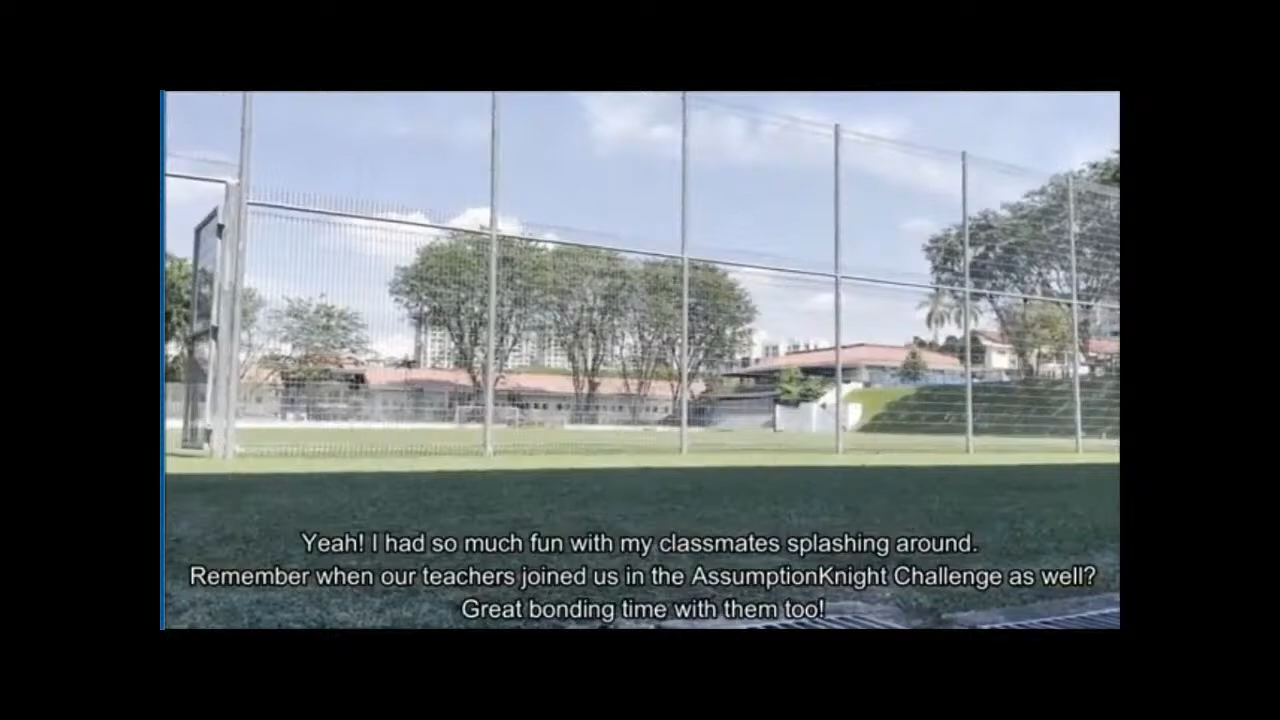 Yeah! I had so much fun with my classmates splashing around.
Remember when our teachers joined us in the AssumptionKnight Challenge as well?
Great bonding time with them too!